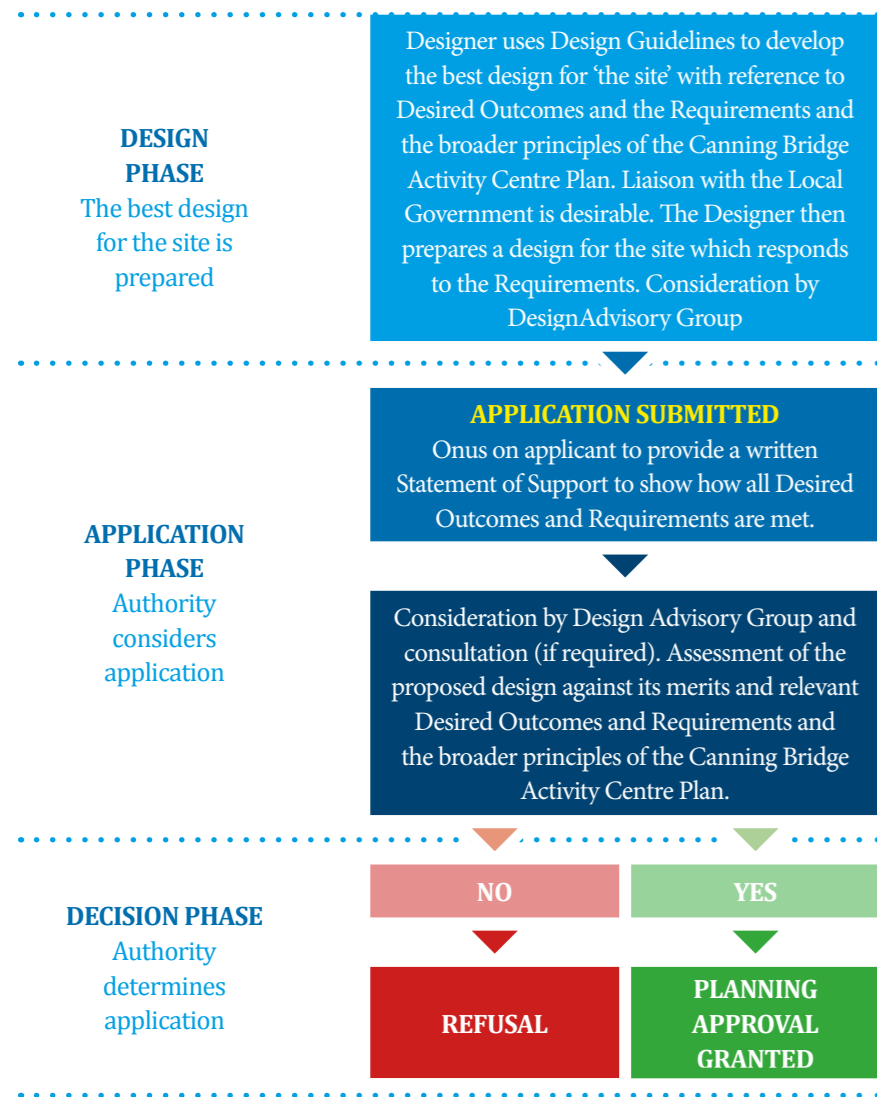 DESIGN
PHASE
The best design
for the site is
prepared
Designer uses Design Guidelines to develop
the best design for ‘the site’ with reference to
Desired Outcomes and the Requirements and
the broader principles of the Canning Bridge
Activity Centre Plan. Liaison with the Local
Government is desirable. The Designer then
prepares a design for the site which responds
to the Requirements. Consideration by
DesignAdvisory Group
APPLICATION
PHASE
Authority
considers
application
APPLICATION SUBMITTED
Onus on applicant to provide a written
Statement of Support to show how all Desired
Outcomes and Requirements are met.
Consideration by Design Advisory Group and
consultation (if required). Assessment of the
proposed design against its merits and relevant
Desired Outcomes and Requirements and
the broader principles of the Canning Bridge
Activity Centre Plan.
DECISION PHASE
Authority
determines
application
NO
YES
REFUSAL
PLANNING
APPROVAL
GRANTED